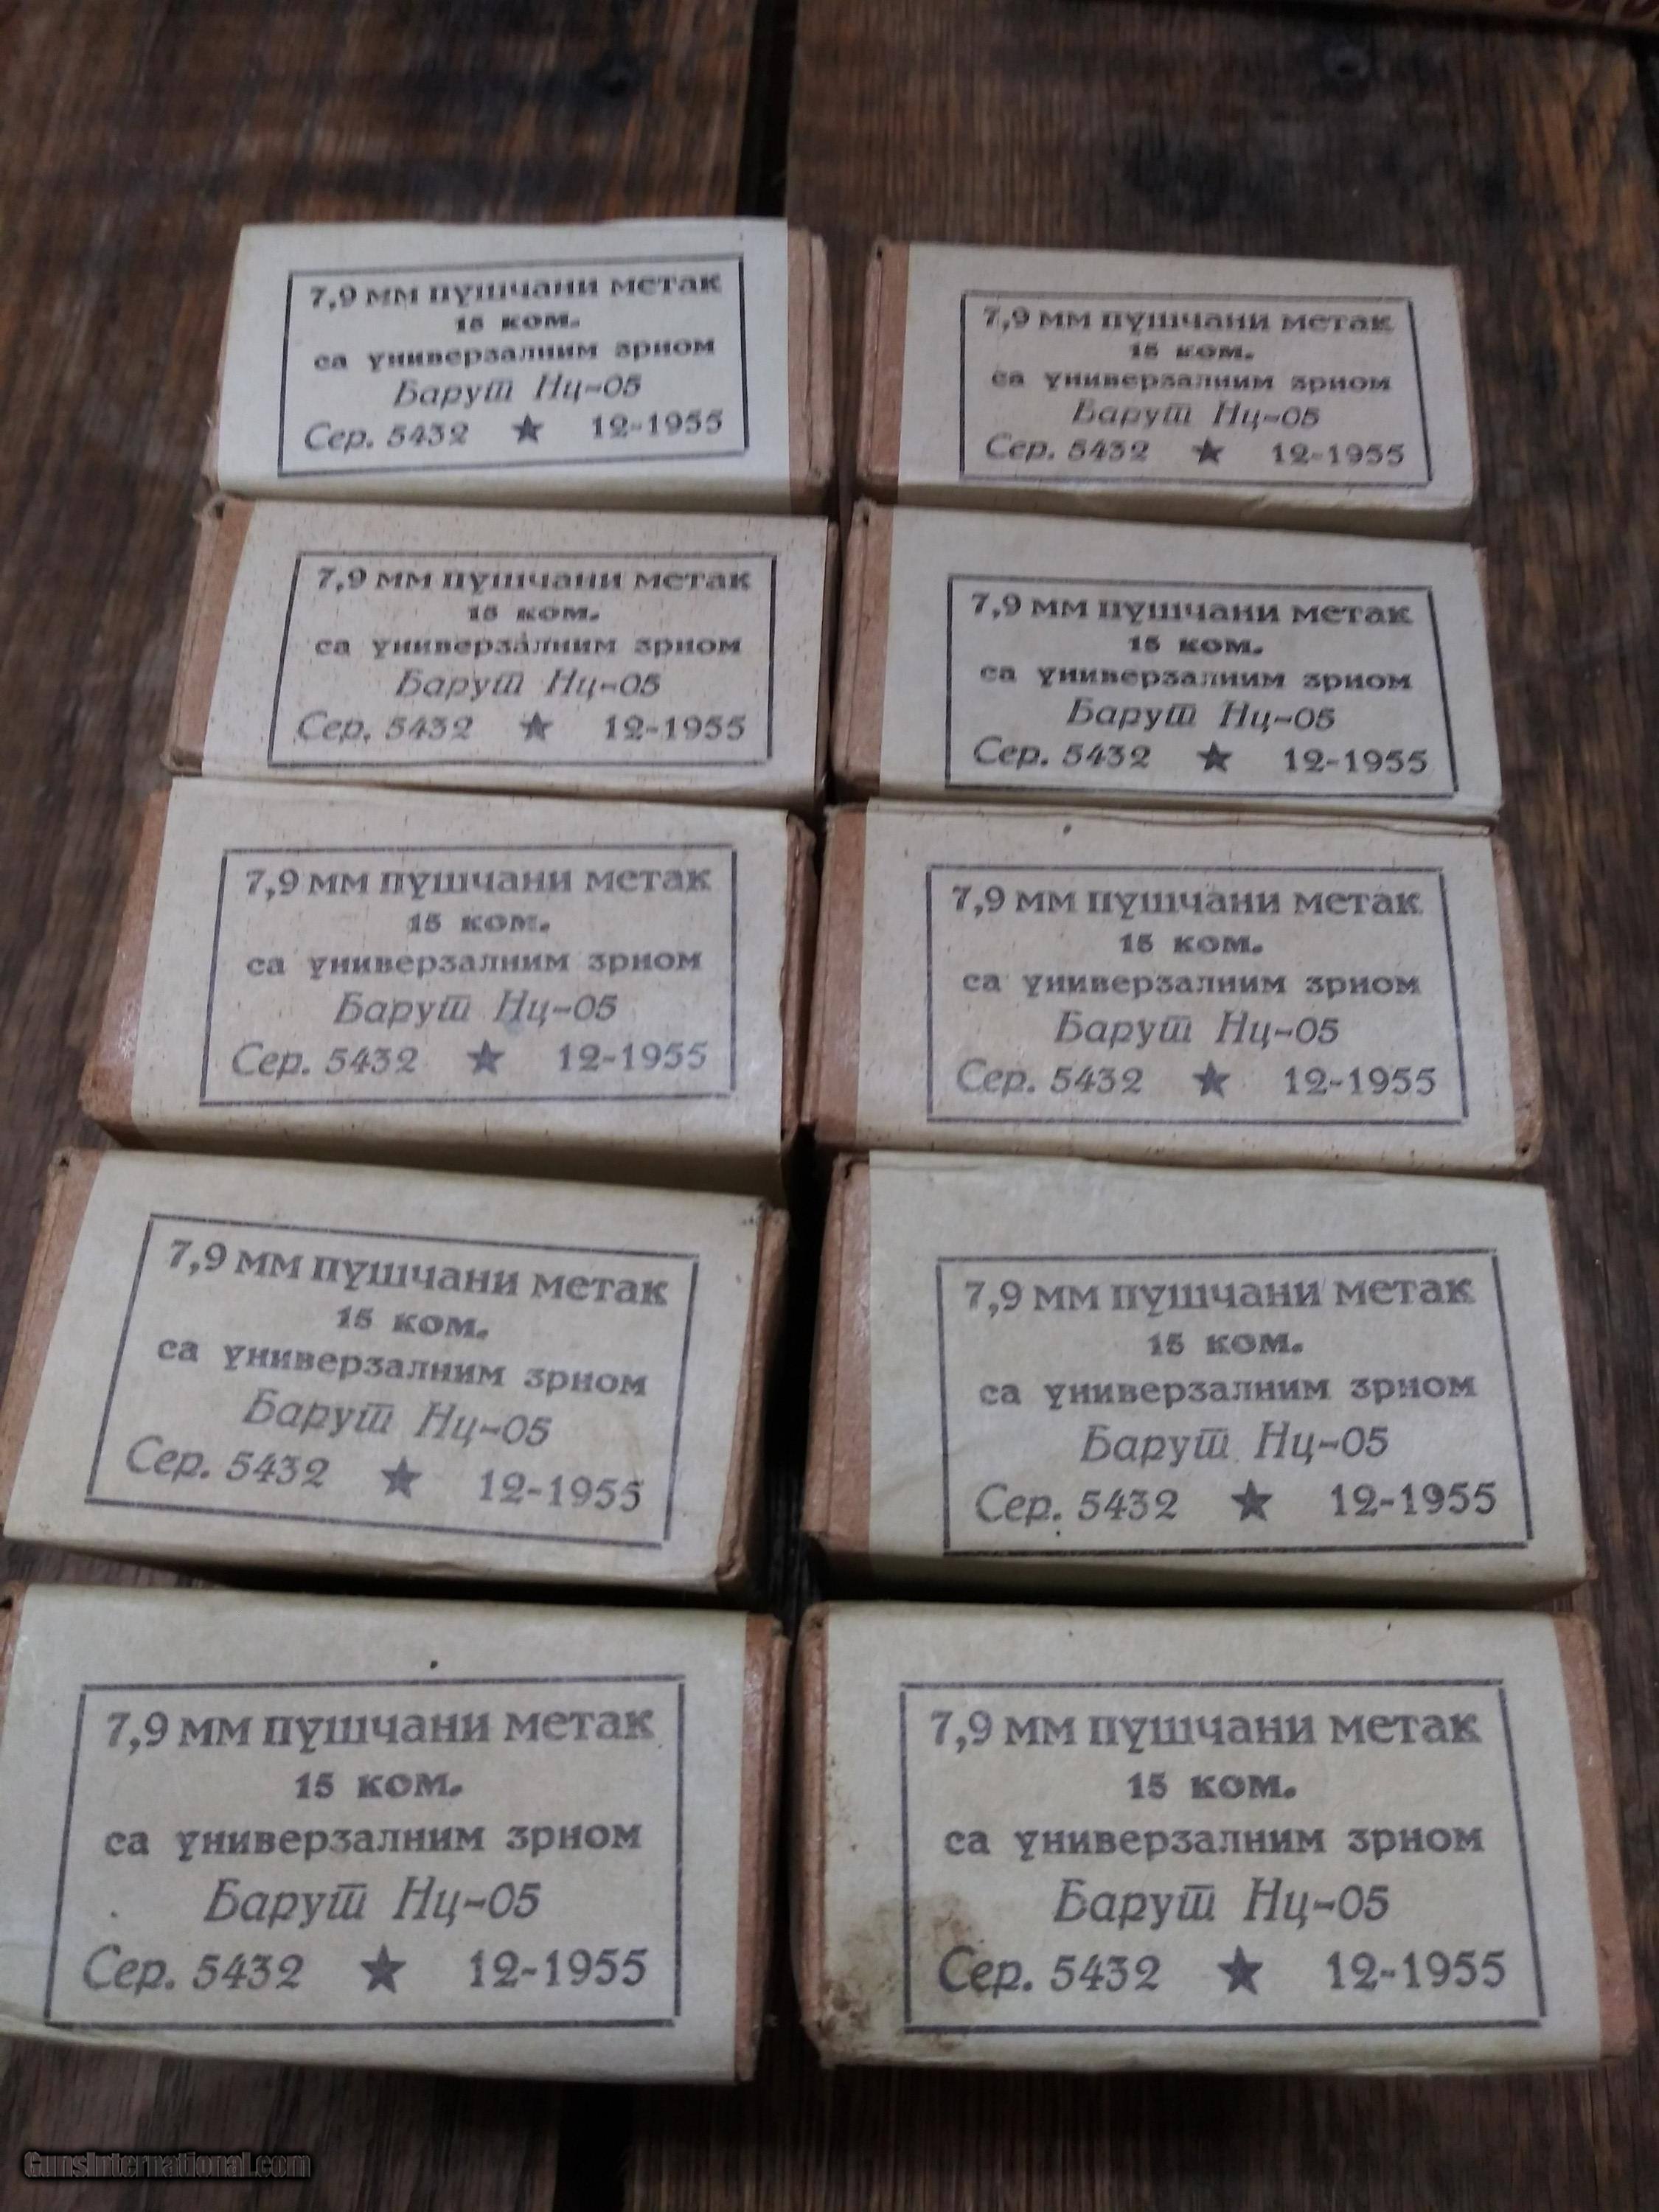 7,9 мм пушчани метак
15 ком.
са универзалним зрном
Барут Нц-05
Сер. 5432 ★ 12-1955
7,9 мм пушчани метак
15 ком.
са универзалним зрном
Барут Нц-05
Сер. 5432 ★ 12-1955
7,9 мм пушчани метак
15 ком.
са универзалним зрном
Барут Нц-05
Сер. 5432 ★ 12-1955
7,9 мм пушчани метак
15 ком.
са универзалним зрном
Барут Нц-05
Сер. 5432 ★ 12-1955
7,9 мм пушчани метак
15 ком.
са универзалним зрном
Барут Нц-05
Сер. 5432 ★ 12-1955
7,9 мм пушчани метак
15 ком.
са универзалним зрном
Барут Нц-05
Сер. 5432 ★ 12-1955
7,9 мм пушчани метак
15 ком.
са универзалним зрном
Барут Нц-05
Сер. 5432 ★ 12-1955
7,9 мм пушчани метак
15 ком.
са универзалним зрном
Барут Нц-05
Сер. 5432 ★ 12-1955
7,9 мм пушчани метак
15 ком.
са универзалним зрном
Барут Нц-05
Сер. 5432 ★ 12-1955
7,9 мм пушчани метак
15 ком.
са универзалним зрном
Барут Нц-05
Сер. 5432 ★ 12-1955
GunsInternational.com